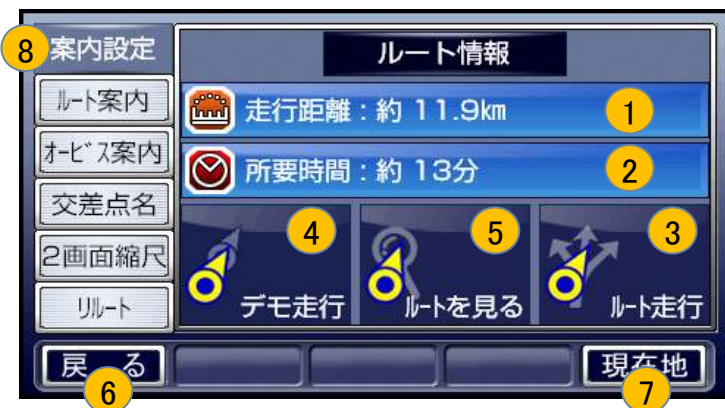 8 案内設定
ルート情報
ルート案内
走行距離:約 11.9km 1
オービス案内
所要時間:約 13分 2
交差点名
2画面縮尺
リルート
4 デモ走行
5 ルートを見る
3 ルート走行
戻 る 6
現在地 7